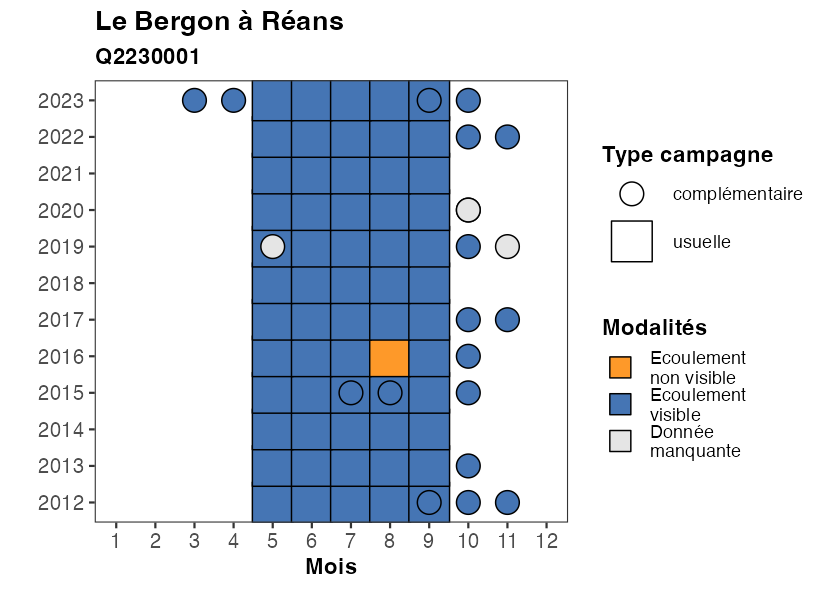 Le Bergon à Réans
Q2230001
2023
2022
2021
2020
2019
2018
2017
2016
2015
2014
2013
2012
1 2 3 4 5 6 7 8 9 10 11 12
Mois
Type campagne
complémentaire
usuelle
Modalités
Ecoulement
non visible
Ecoulement
visible
Donnée
manquante